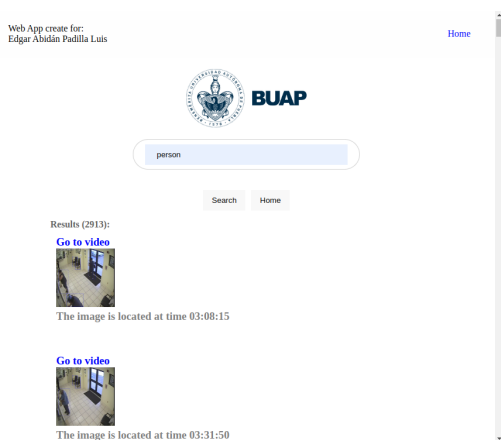 Web App create for:
Edgar Abidán Padilla Luis
Home
BUAP
person
Search Home
Results (2913):
Go to video
The image is located at time 03:08:15
Go to video
The image is located at time 03:31:50